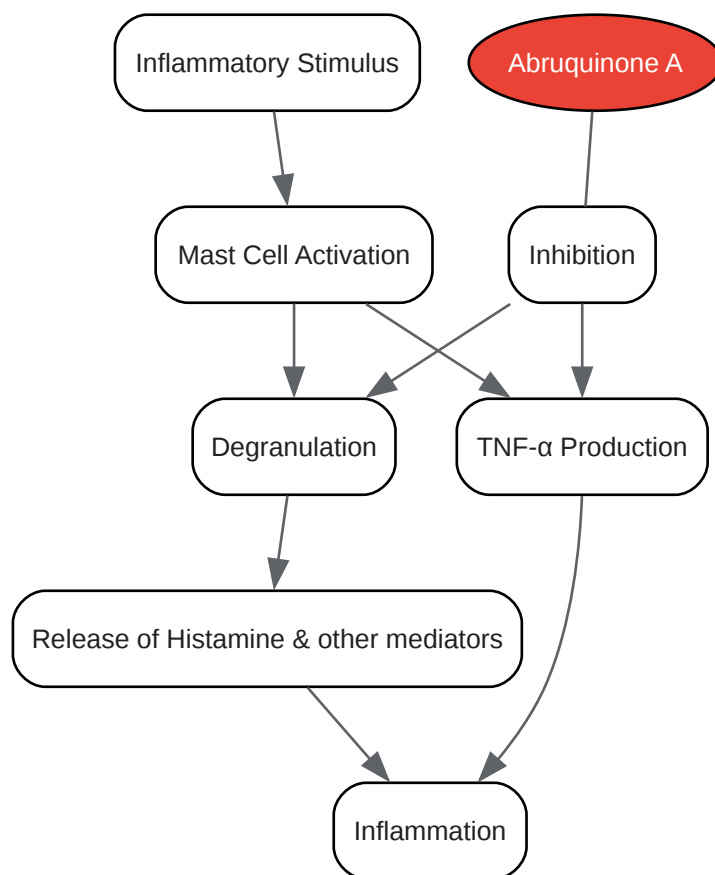 Inflammatory Stimulus
Abruquinone A
Mast Cell Activation
Inhibition
Degranulation
TNF-α Production
Release of Histamine & other mediators
Inflammation